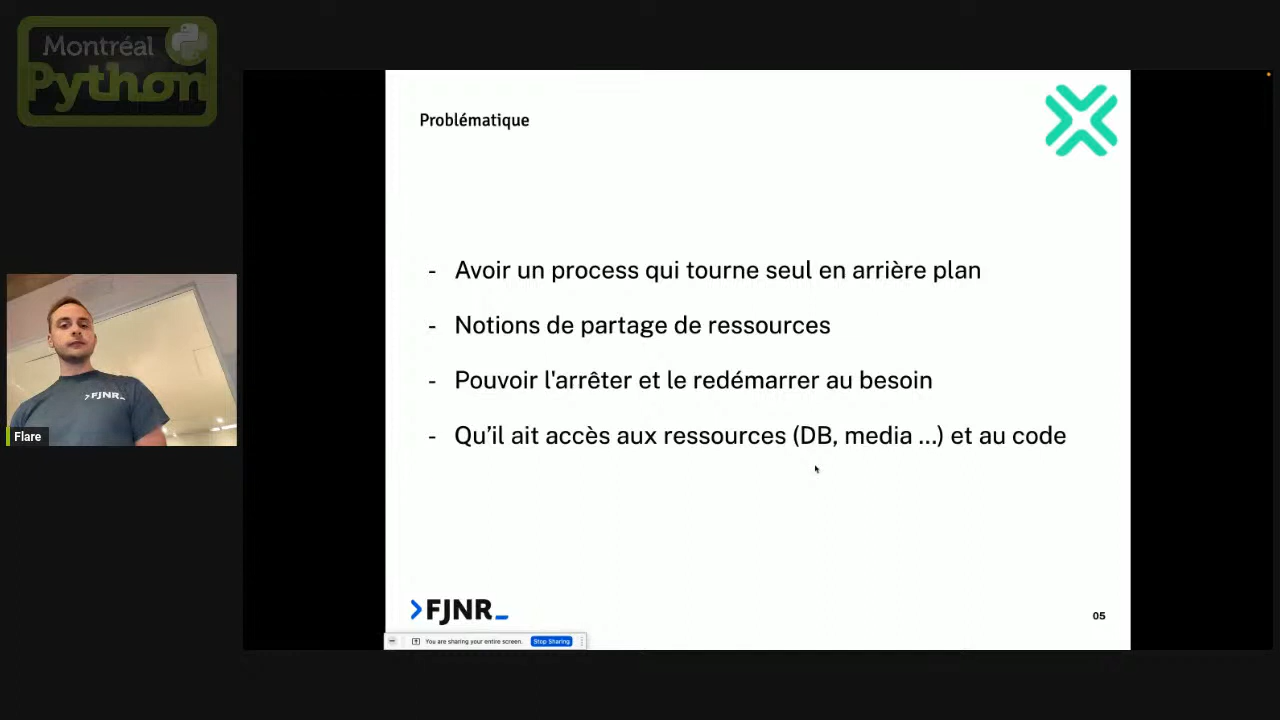 Montréal
Python
Problématique
- Avoir un process qui tourne seul en arrière plan
- Notions de partage de ressources
- Pouvoir l'arrêter et le redémarrer au besoin
- Qu’il ait accès aux ressources (DB, media ...) et au code
>FJNR_
Flare
>FJNR_
05
You are sharing your entire screen.
Stop Sharing